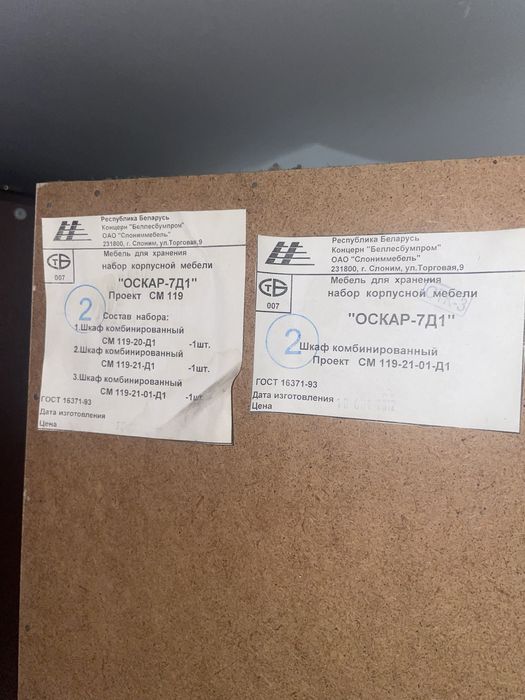 Республика Беларусь
Концерн "Беллесбумпром"
ОАО "Слониммебель"
231800, г. Слоним, ул.Торговая,9
СТБ
007
Мебель для хранения
набор корпусной мебели
"ОСКАР-7Д1"
Проект СМ 119
2
Состав набора:
1.Шкаф комбинированный
СМ 119-20-Д1 -1шт.
2.Шкаф комбинированный
СМ 119-21-Д1 -1шт.
3.Шкаф комбинированный
СМ 119-21-01-Д1 -1шт.
ГОСТ 16371-93
Дата изготовления
Цена
Республика Беларусь
Концерн "Беллесбумпром"
ОАО "Слониммебель"
231800, г. Слоним, ул.Торговая,9
СТБ
007
Мебель для хранения
набор корпусной мебели
"ОСКАР-7Д1"
2
Шкаф комбинированный
Проект СМ 119-21-01-Д1
ГОСТ 16371-93
Дата изготовления
Цена